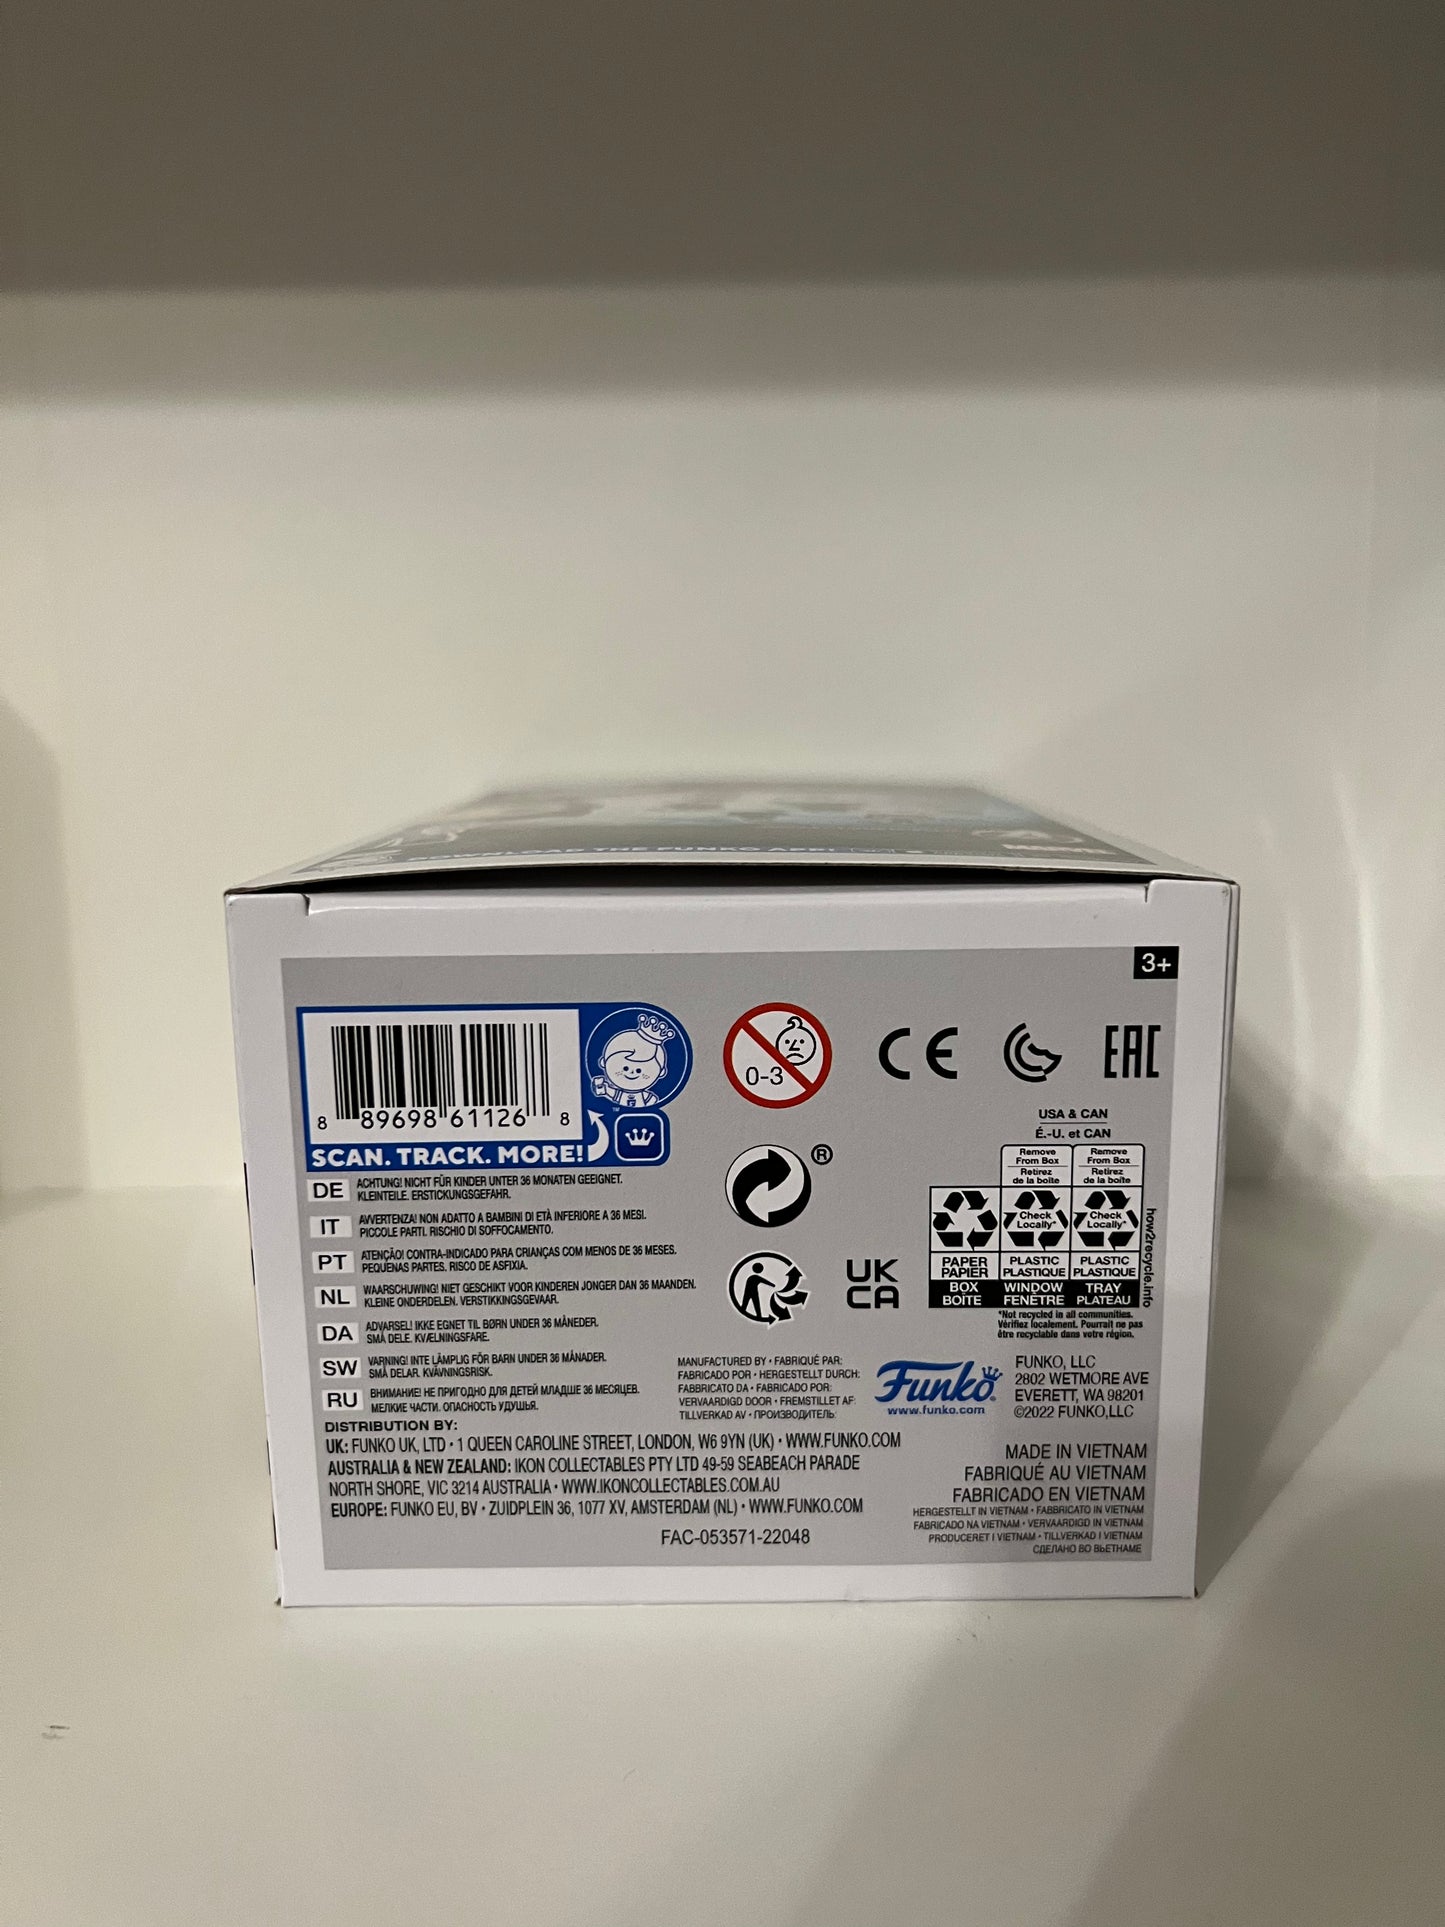 DOWNLOAD THE FUNKO APP!
MARVEL
3+
8 89698 61126 8
SCAN. TRACK. MORE!
™
0-3
CE
EAC
®
UK
CA
USA & CAN
É.-U. et CAN
Remove From Box
Retirez de la boîte
Remove From Box
Retirez de la boîte
Check Locally*
Check Locally*
PAPER PAPIER
PLASTIC PLASTIQUE
PLASTIC PLASTIQUE
BOX BOÎTE
WINDOW FENÊTRE
TRAY PLATEAU
how2recycle.info
*Not recycled in all communities.
Vérifiez localement. Pourrait ne pas
être recyclable dans votre région.
DE ACHTUNG! NICHT FÜR KINDER UNTER 36 MONATEN GEEIGNET.
KLEINTEILE. ERSTICKUNGSGEFAHR.
IT AVVERTENZA! NON ADATTO A BAMBINI DI ETÀ INFERIORE A 36 MESI.
PICCOLE PARTI. RISCHIO DI SOFFOCAMENTO.
PT ATENÇÃO! CONTRA-INDICADO PARA CRIANÇAS COM MENOS DE 36 MESES.
PEQUENAS PARTES. RISCO DE ASFIXIA.
NL WAARSCHUWING! NIET GESCHIKT VOOR KINDEREN JONGER DAN 36 MAANDEN.
KLEINE ONDERDELEN. VERSTIKKINGSGEVAAR.
DA ADVARSEL! IKKE EGNET TIL BØRN UNDER 36 MÅNEDER.
SMÅ DELE. KVÆLNINGSFARE.
SW VARNING! INTE LÄMPLIG FÖR BARN UNDER 36 MÅNADER.
SMÅ DELAR. KVÄVNINGSRISK.
RU ВНИМАНИЕ! НЕ ПРИГОДНО ДЛЯ ДЕТЕЙ МЛАДШЕ 36 МЕСЯЦЕВ.
МЕЛКИЕ ЧАСТИ. ОПАСНОСТЬ УДУШЬЯ.
MANUFACTURED BY • FABRIQUÉ PAR:
FABRICADO POR • HERGESTELLT DURCH:
FABBRICATO DA • FABRICADO POR:
VERVAARDIGD DOOR • FREMSTILLET AF:
TILLVERKAD AV • ПРОИЗВОДИТЕЛЬ:
Funko
www.funko.com
FUNKO, LLC
2802 WETMORE AVE
EVERETT, WA 98201
©2022 FUNKO,LLC
DISTRIBUTION BY:
UK: FUNKO UK, LTD • 1 QUEEN CAROLINE STREET, LONDON, W6 9YN (UK) • WWW.FUNKO.COM
AUSTRALIA & NEW ZEALAND: IKON COLLECTABLES PTY LTD 49-59 SEABEACH PARADE
NORTH SHORE, VIC 3214 AUSTRALIA • WWW.IKONCOLLECTABLES.COM.AU
EUROPE: FUNKO EU, BV • ZUIDPLEIN 36, 1077 XV, AMSTERDAM (NL) • WWW.FUNKO.COM
FAC-053571-22048
MADE IN VIETNAM
FABRIQUÉ AU VIETNAM
FABRICADO EN VIETNAM
HERGESTELLT IN VIETNAM • FABBRICATO IN VIETNAM
FABRICADO NA VIETNAM • VERVAARDIGD IN VIETNAM
PRODUCERET I VIETNAM • TILLVERKAD I VIETNAM
СДЕЛАНО ВО ВЬЕТНАМЕ